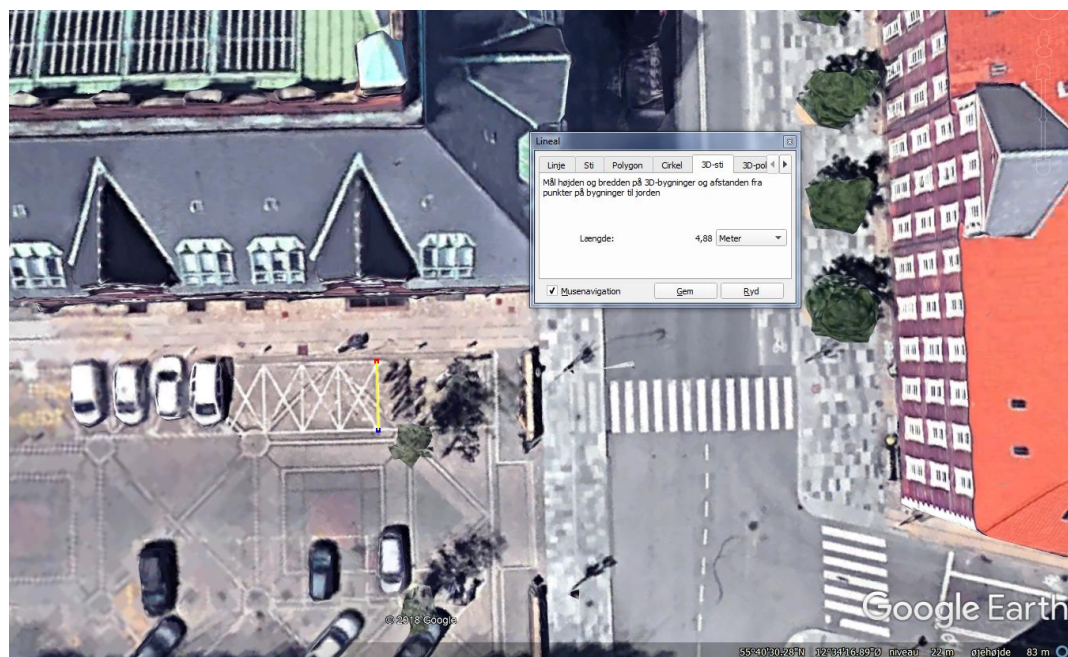 Lineal
Linje Sti Polygon Cirkel 3D-sti 3D-pol
Mål højden og bredden på 3D-bygninger og afstanden fra
punkter på bygninger til jorden
Længde: 4,88 Meter
Musenavigation Gem Ryd
© 2018 Google
Google Earth
55°40'30.28"N 12°34'16.89"Ø niveau 22 m øjehøjde 83 m